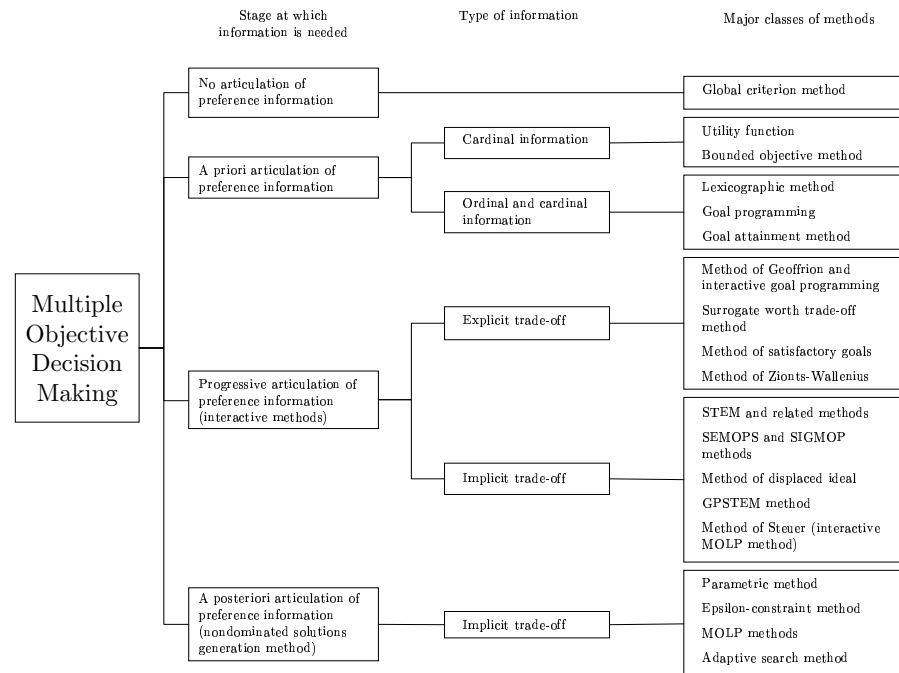 Stage at which
information is needed
Type of information
Major classes of methods
Multiple
Objective
Decision
Making
No articulation of
preference information
Global criterion method
A priori articulation of
preference information
Cardinal information
Utility function
Bounded objective method
Ordinal and cardinal
information
Lexicographic method
Goal programming
Goal attainment method
Progressive articulation of
preference information
(interactive methods)
Explicit trade-off
Method of Geoffrion and
interactive goal programming
Surrogate worth trade-off
method
Method of satisfactory goals
Method of Zionts-Wallenius
Implicit trade-off
STEM and related methods
SEMOPS and SIGMOP
methods
Method of displaced ideal
GPSTEM method
Method of Steuer (interactive
MOLP method)
A posteriori articulation of
preference information
(nondominated solutions
generation method)
Implicit trade-off
Parametric method
Epsilon-constraint method
MOLP methods
Adaptive search method